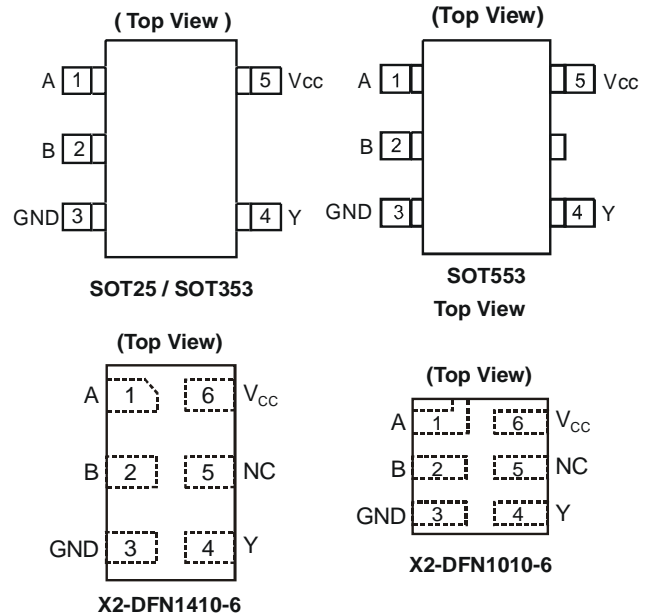 ( Top View )
A 1 5 Vcc
B 2
GND 3 4 Y
SOT25 / SOT353
(Top View)
A 1 5 Vcc
B 2
GND 3 4 Y
SOT553
Top View
(Top View)
A 1 6 VCC
B 2 5 NC
GND 3 4 Y
X2-DFN1410-6
(Top View)
A 1 6 VCC
B 2 5 NC
GND 3 4 Y
X2-DFN1010-6